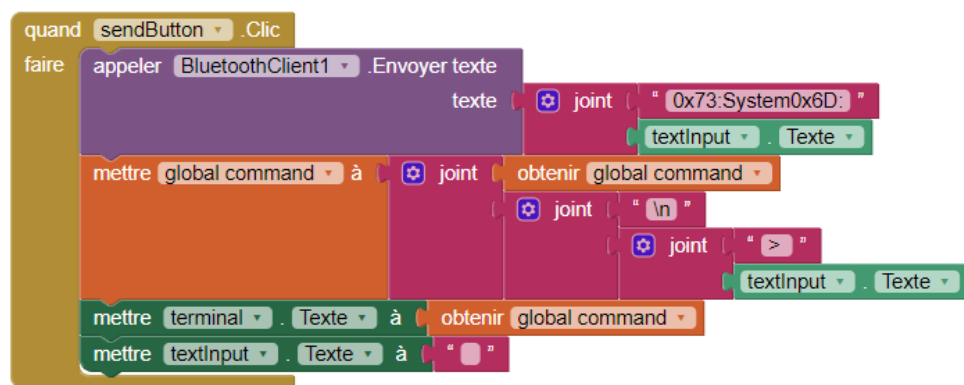 quand sendButton .Clic
faire appeler BluetoothClient1 .Envoyer texte
texte joint " 0x73:System0x6D: "
textInput . Texte
mettre global command à joint obtenir global command
joint " \n "
joint " > "
textInput . Texte
mettre terminal . Texte à obtenir global command
mettre textInput . Texte à " "